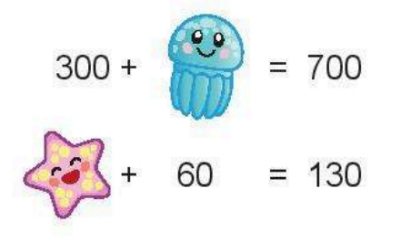 300 + = 700
+ 60 = 130